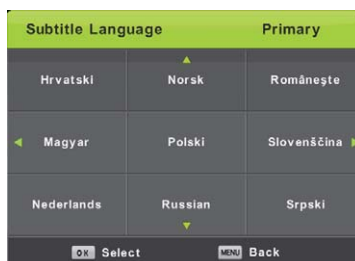 Subtitle Language Primary
Hrvatski Norsk Româneşte
Magyar Polski Slovenščina
Nederlands Russian Srpski
OK Select MENU Back